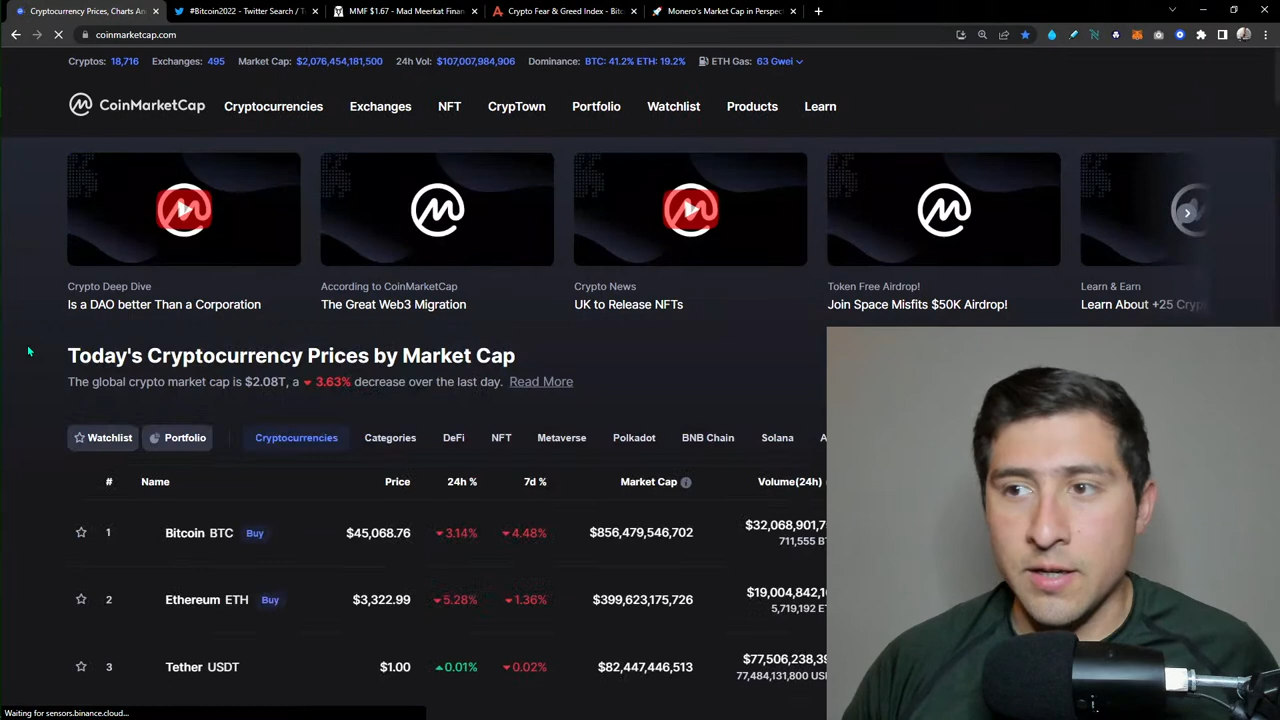 Cryptocurrency Prices, Charts An
#Bitcoin2022 - Twitter Search / T
MMF $1.67 - Mad Meerkat Finan
Crypto Fear & Greed Index - Bitc
Monero's Market Cap in Perspect
coinmarketcap.com
Cryptos: 18,716 Exchanges: 495 Market Cap: $2,076,454,181,500 24h Vol: $107,007,984,906 Dominance: BTC: 41.2% ETH: 19.2% ETH Gas: 63 Gwei
CoinMarketCap Cryptocurrencies Exchanges NFT CrypTown Portfolio Watchlist Products Learn
Crypto Deep Dive
Is a DAO better Than a Corporation
According to CoinMarketCap
The Great Web3 Migration
Crypto News
UK to Release NFTs
Token Free Airdrop!
Join Space Misfits $50K Airdrop!
Learn & Earn
Learn About +25 Cryp
Today's Cryptocurrency Prices by Market Cap
The global crypto market cap is $2.08T, a 3.63% decrease over the last day. Read More
Watchlist Portfolio Cryptocurrencies Categories DeFi NFT Metaverse Polkadot BNB Chain Solana A
# Name Price 24h % 7d % Market Cap Volume(24h)
1 Bitcoin BTC Buy $45,068.76 3.14% 4.48% $856,479,546,702 $32,068,901,7
711,555 BT
2 Ethereum ETH Buy $3,322.99 5.28% 1.36% $399,623,175,726 $19,004,842,1
5,719,192 ET
3 Tether USDT $1.00 0.01% 0.02% $82,447,446,513 $77,506,238,39
77,484,131,800 USD
Waiting for sensors.binance.cloud...